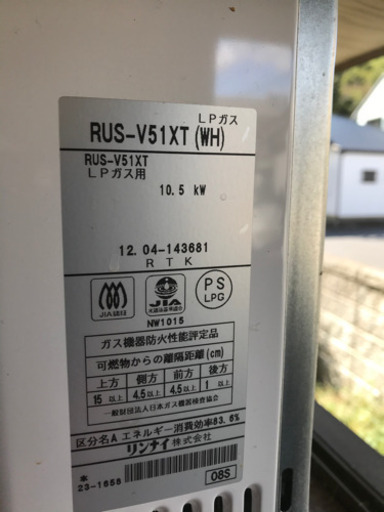 LPガス
RUS-V51XT(WH)
RUS-V51XT
LPガス用
10.5 kW
12.04-143681
RTK
JIA認証
JIA
PS
LPG
NW1015
ガス機器防火性能評定品
可燃物からの離隔距離(cm)
上方 側方 前方 後方
15以上 4.5以上 4.5以上 1以上
一般財団法人日本ガス機器検査協会
区分名A エネルギー消費効率83.6%
リンナイ株式会社
23-1658
08S